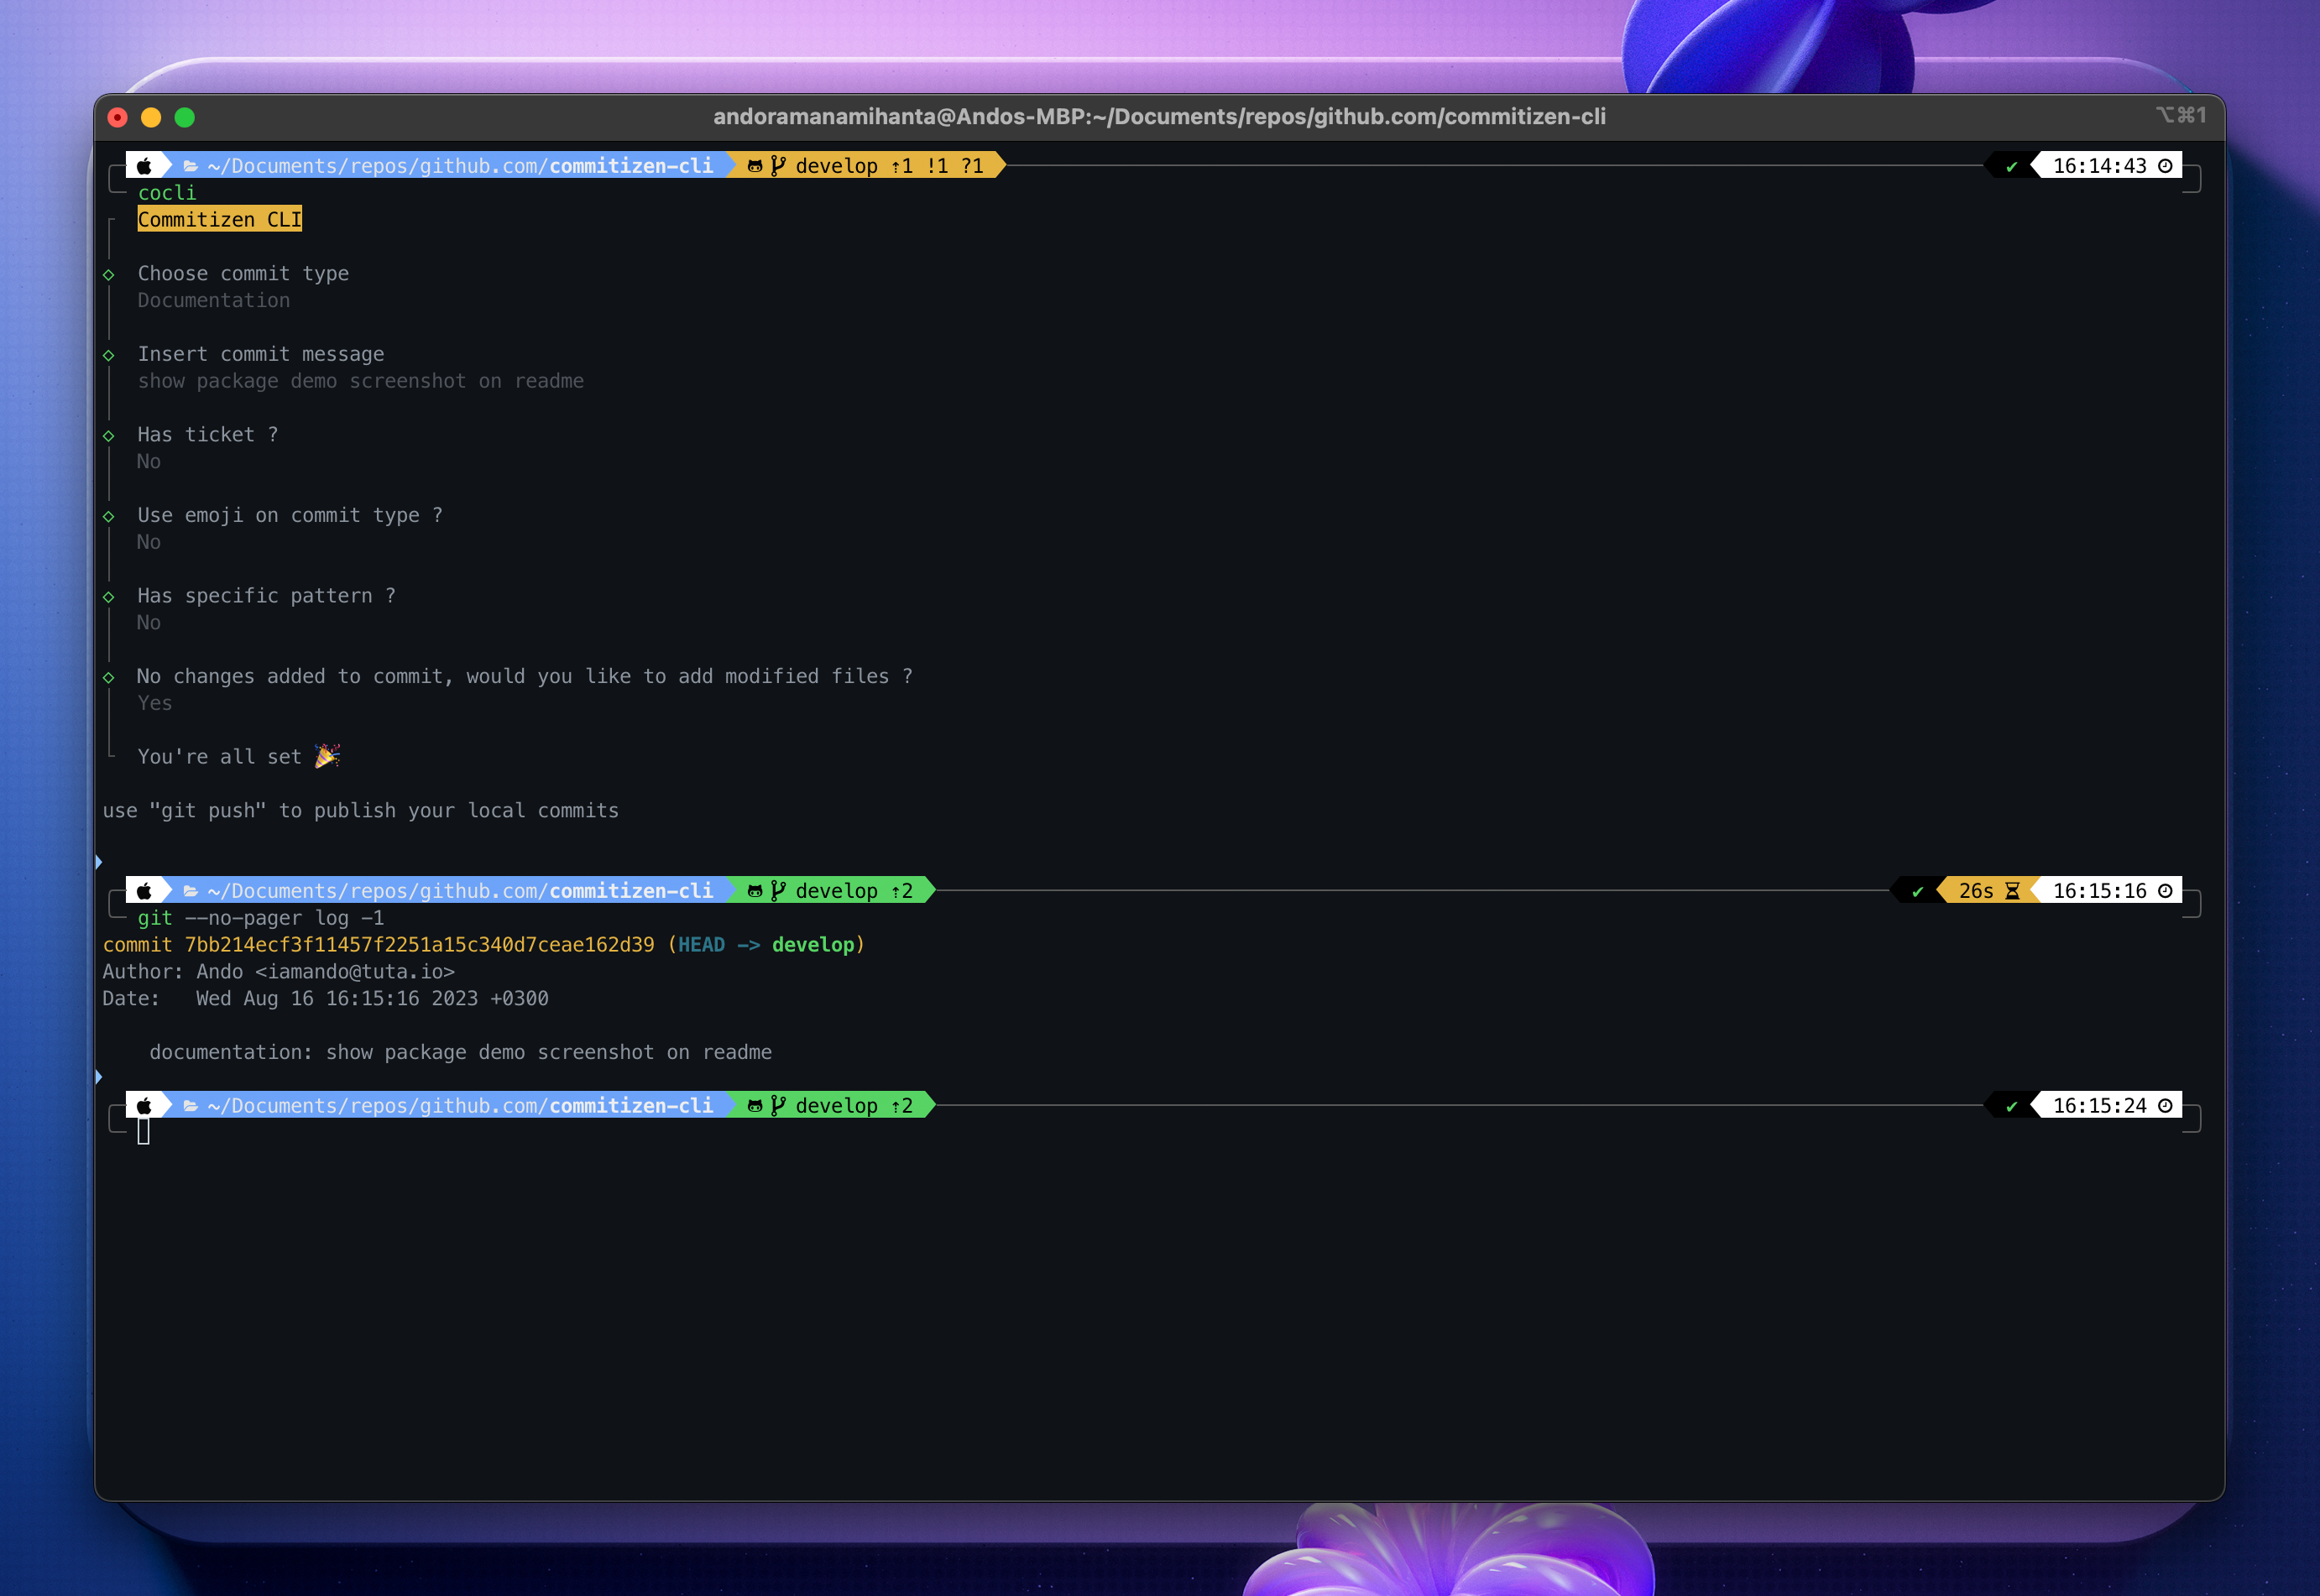 andoramanamihanta@Andos-MBP:~/Documents/repos/github.com/commitizen-cli ⌥⌘1
~/Documents/repos/github.com/commitizen-cli develop ⇡1 !1 ?1 ✔ 16:14:43
cocli
Commitizen CLI
Choose commit type
Documentation
Insert commit message
show package demo screenshot on readme
Has ticket ?
No
Use emoji on commit type ?
No
Has specific pattern ?
No
No changes added to commit, would you like to add modified files ?
Yes
You're all set 🎉
use "git push" to publish your local commits
~/Documents/repos/github.com/commitizen-cli develop ⇡2 ✔ 26s 16:15:16
git --no-pager log -1
commit 7bb214ecf3f11457f2251a15c340d7ceae162d39 (HEAD -> develop)
Author: Ando <iamando@tuta.io>
Date:   Wed Aug 16 16:15:16 2023 +0300
documentation: show package demo screenshot on readme
~/Documents/repos/github.com/commitizen-cli develop ⇡2 ✔ 16:15:24